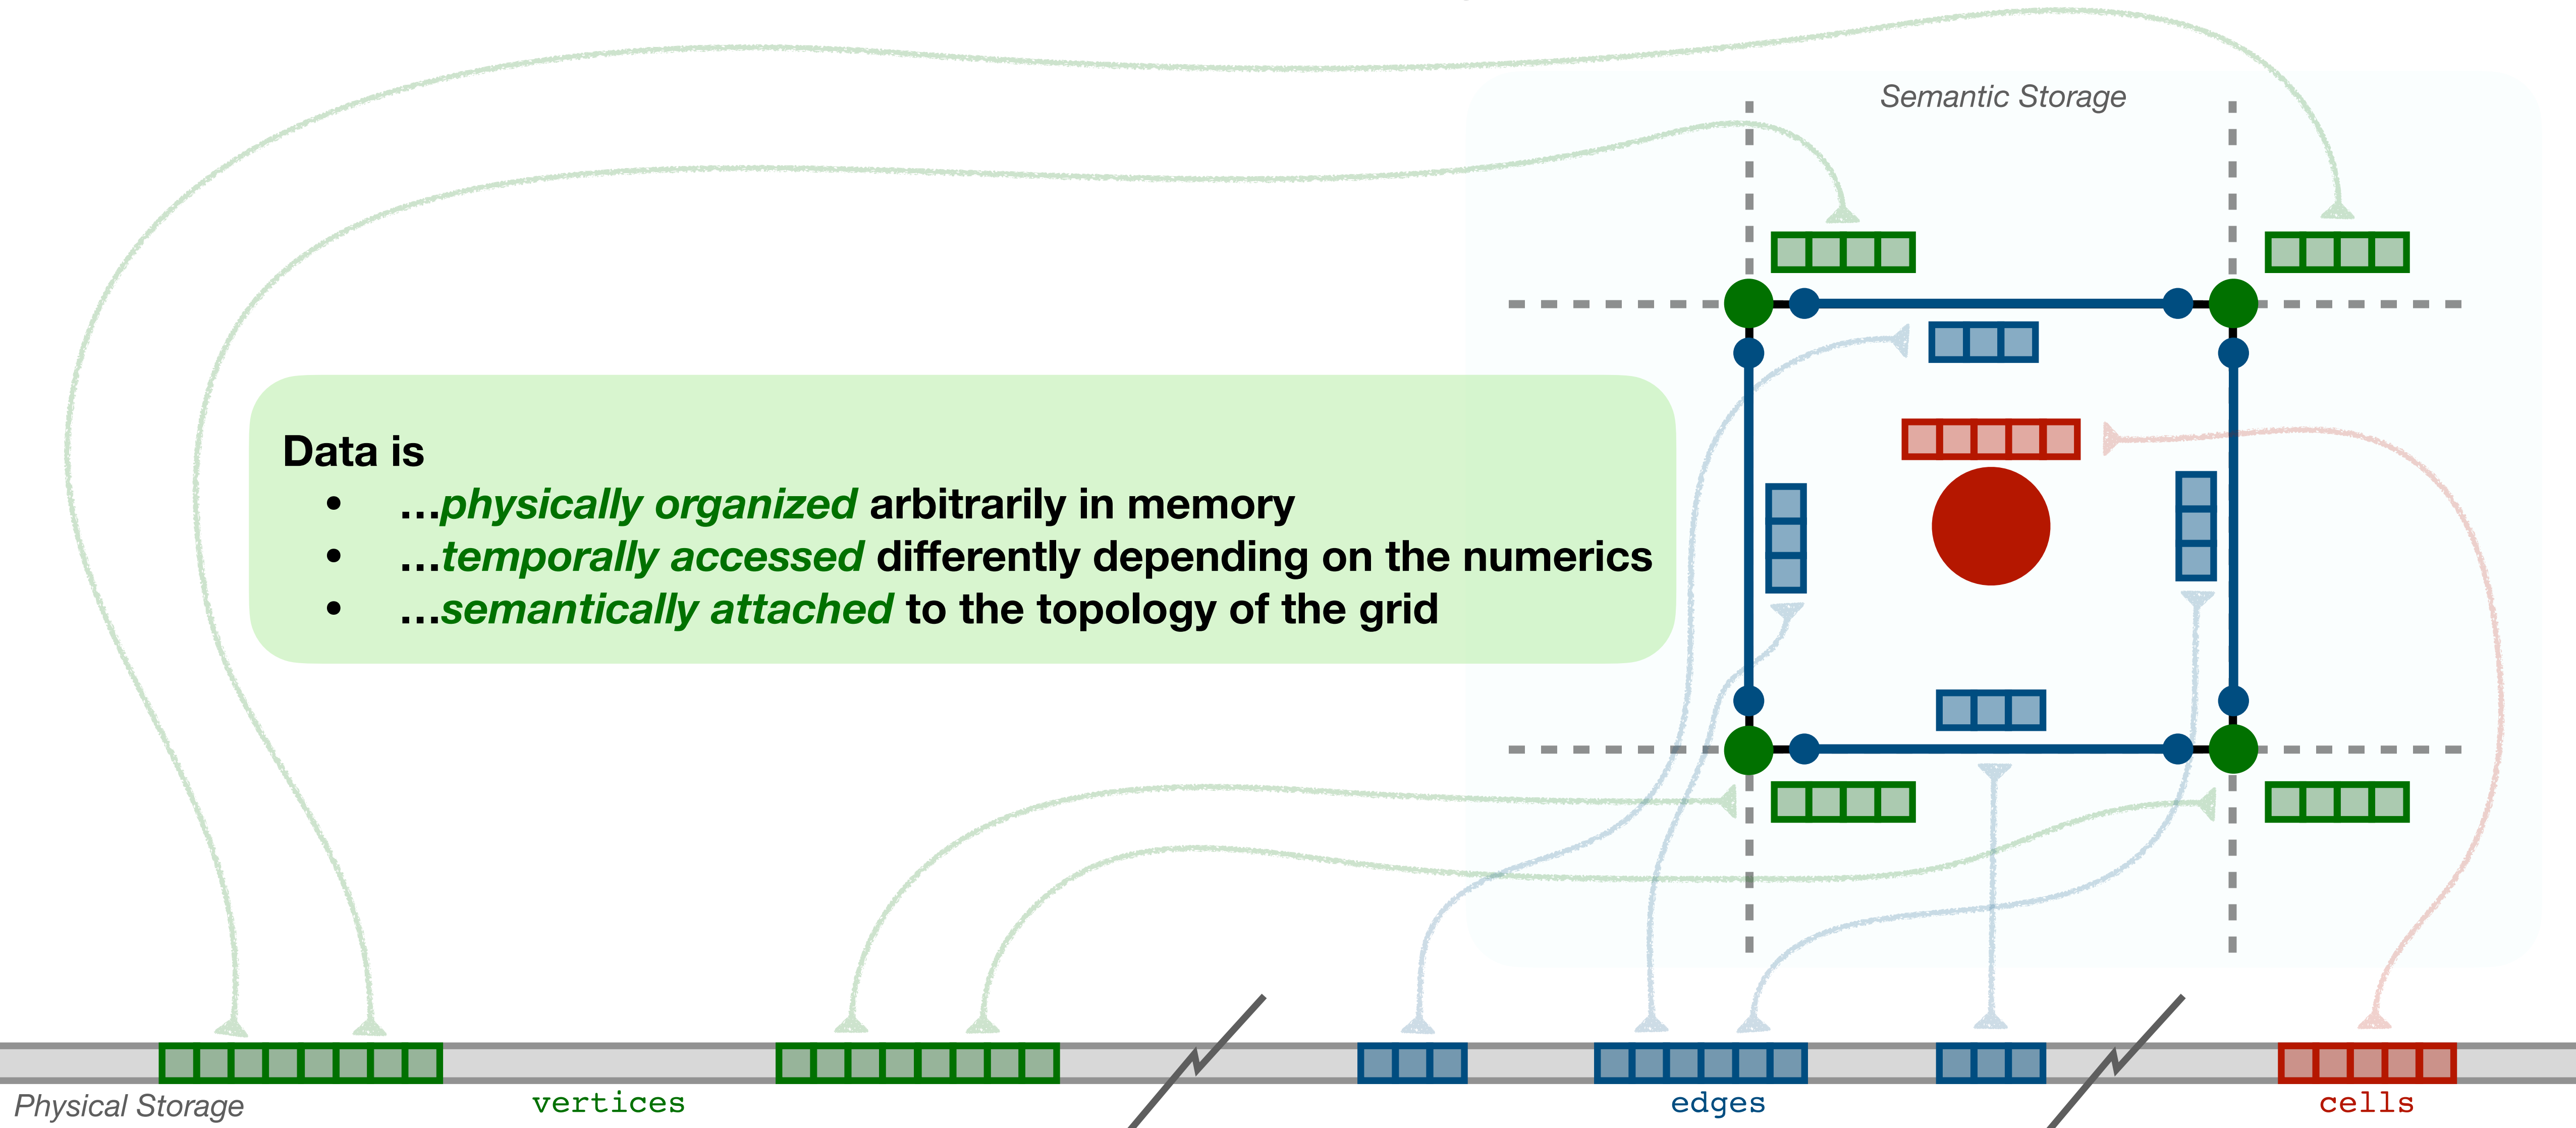 Semantic Storage
Data is
• ...physically organized arbitrarily in memory
• ...temporally accessed differently depending on the numerics
• ...semantically attached to the topology of the grid
Physical Storage
vertices
edges
cells